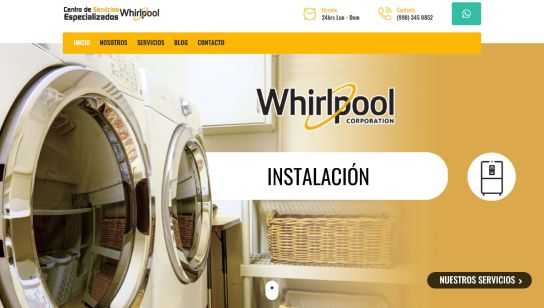 Centro de Servicios
Especializados Whirlpool
Horario
24hrs Lun - Dom
Contacto
(998) 345 0852
INICIO NOSOTROS SERVICIOS BLOG CONTACTO
Whirlpool
CORPORATION
INSTALACIÓN
NUESTROS SERVICIOS >